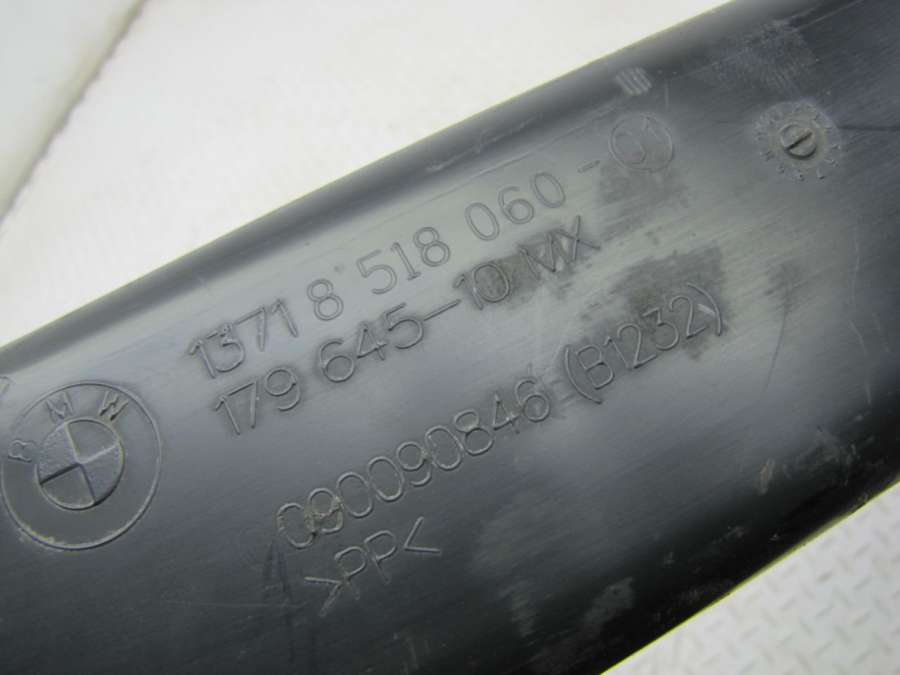 1371 8 518 060-01
179 645-10 MX
BMW
090090846 (B1232)
>PP<